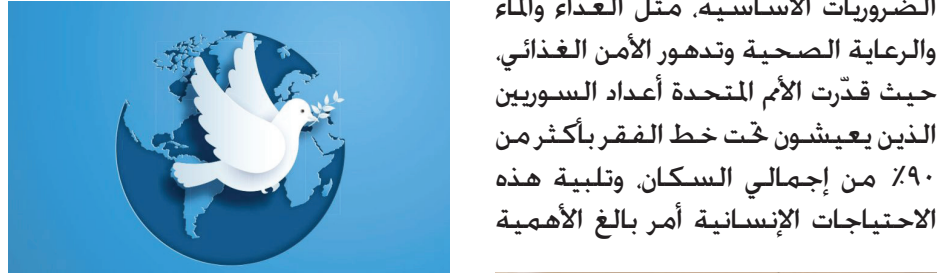 الضروريات الأساسية، مثل الغذاء والماء
والرعاية الصحية وتدهور الأمن الغذائي،
حيث قدّرت الأمم المتحدة أعداد السوريين
الذين يعيشون تحت خط الفقر بأكثر من
٩٠٪ من إجمالي السكان، وتلبية هذه
الاحتياجات الإنسانية أمر بالغ الأهمية